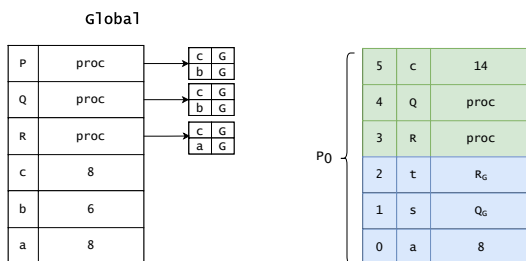 Global
P proc c G
b G
Q proc c G
b G
R proc c G
a G
c 8
b 6
a 8
P0
5 c 14
4 Q proc
3 R proc
2 t RG
1 s QG
0 a 8